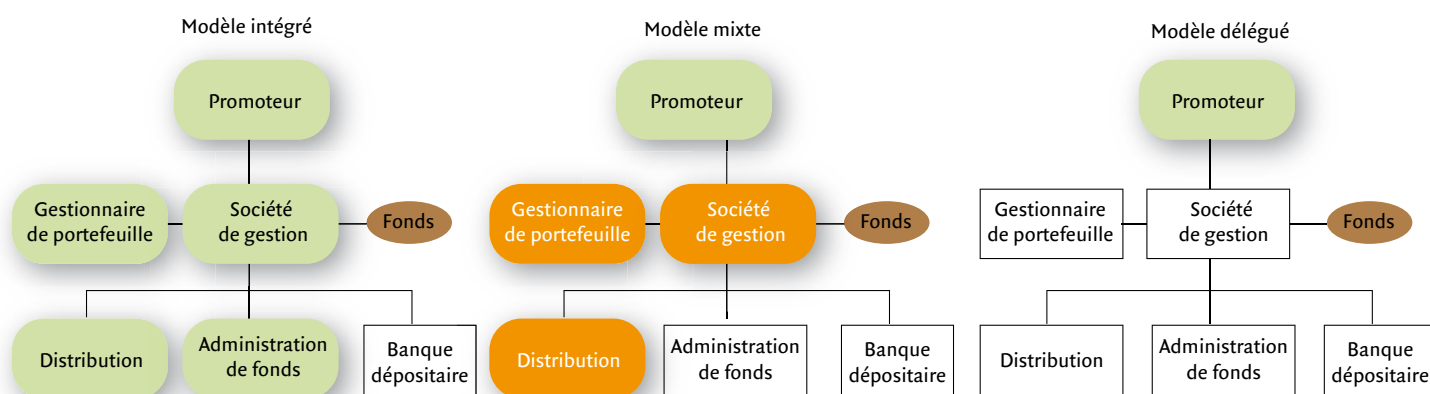 Modèle intégré
Promoteur
Gestionnaire
de portefeuille
Société
de gestion
Fonds
Distribution
Administration
de fonds
Banque
dépositaire
Modèle mixte
Promoteur
Gestionnaire
de portefeuille
Société
de gestion
Fonds
Distribution
Administration
de fonds
Banque
dépositaire
Modèle délégué
Promoteur
Gestionnaire
de portefeuille
Société
de gestion
Fonds
Distribution
Administration
de fonds
Banque
dépositaire